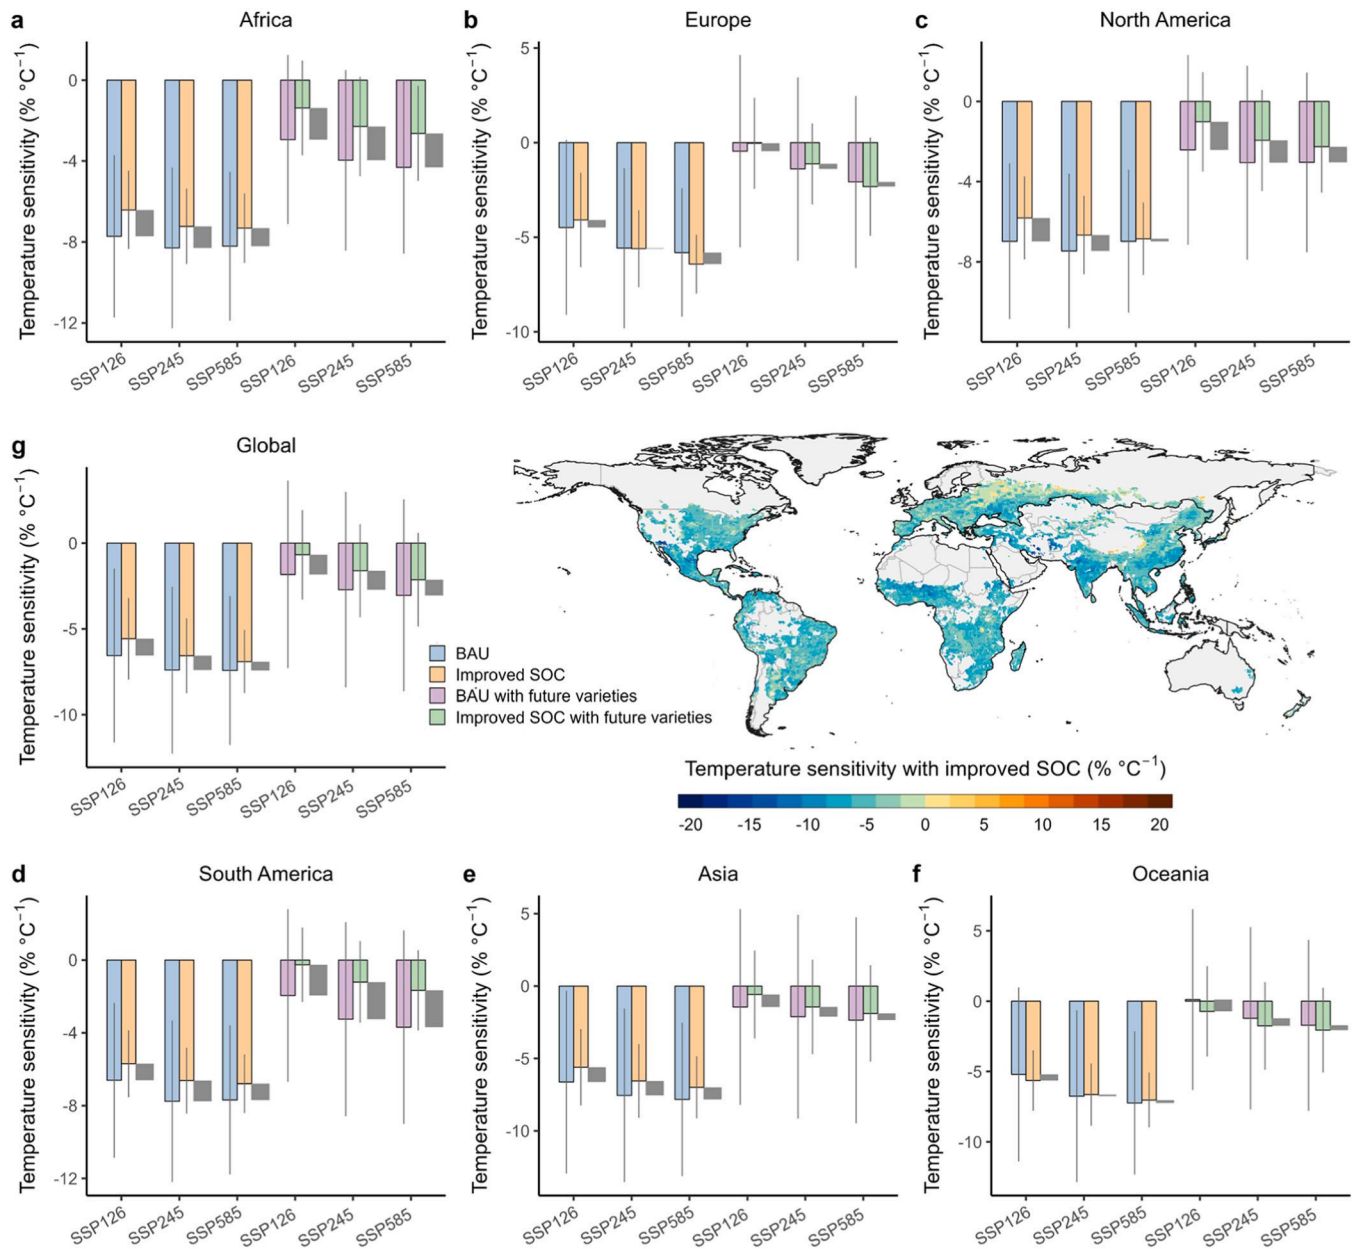 a Africa
Temperature sensitivity (% °C⁻¹)
0
-4
-8
-12
SSP126 SSP245 SSP585 SSP126 SSP245 SSP585
b Europe
Temperature sensitivity (% °C⁻¹)
5
0
-5
-10
SSP126 SSP245 SSP585 SSP126 SSP245 SSP585
c North America
Temperature sensitivity (% °C⁻¹)
0
-4
-8
SSP126 SSP245 SSP585 SSP126 SSP245 SSP585
g Global
Temperature sensitivity (% °C⁻¹)
0
-5
-10
SSP126 SSP245 SSP585 SSP126 SSP245 SSP585
BAU
Improved SOC
BAU with future varieties
Improved SOC with future varieties
Temperature sensitivity with improved SOC (% °C⁻¹)
-20 -15 -10 -5 0 5 10 15 20
d South America
Temperature sensitivity (% °C⁻¹)
0
-4
-8
-12
SSP126 SSP245 SSP585 SSP126 SSP245 SSP585
e Asia
Temperature sensitivity (% °C⁻¹)
5
0
-5
-10
SSP126 SSP245 SSP585 SSP126 SSP245 SSP585
f Oceania
Temperature sensitivity (% °C⁻¹)
5
0
-5
-10
SSP126 SSP245 SSP585 SSP126 SSP245 SSP585